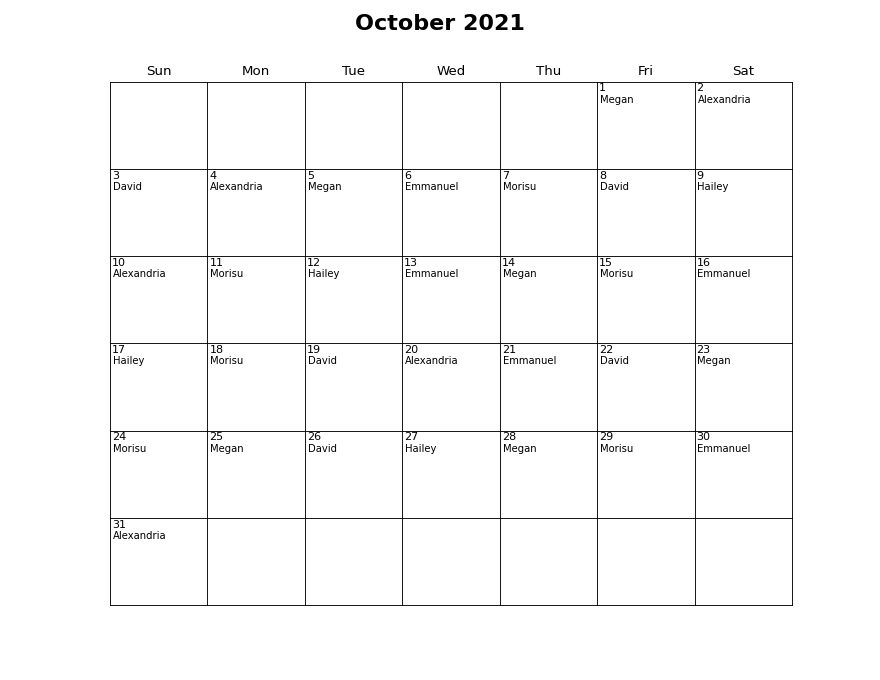 October 2021
Sun Mon Tue Wed Thu Fri Sat
1 2
Megan Alexandria
3 4 5 6 7 8 9
David Alexandria Megan Emmanuel Morisu David Hailey
10 11 12 13 14 15 16
Alexandria Morisu Hailey Emmanuel Megan Morisu Emmanuel
17 18 19 20 21 22 23
Hailey Morisu David Alexandria Emmanuel David Megan
24 25 26 27 28 29 30
Morisu Megan David Hailey Megan Morisu Emmanuel
31
Alexandria